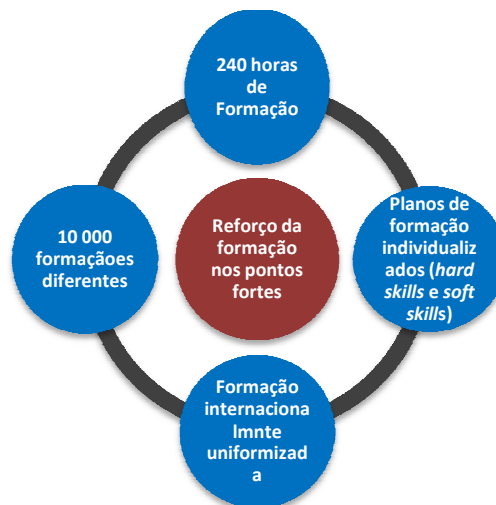 240 horas
de
Formação
Planos de
formação
individualiz
ados (hard
skills e soft
skills)
10 000
formaçãoes
diferentes
Reforço da
formação
nos pontos
fortes
Formação
internaciona
lmnte
uniformizad
a